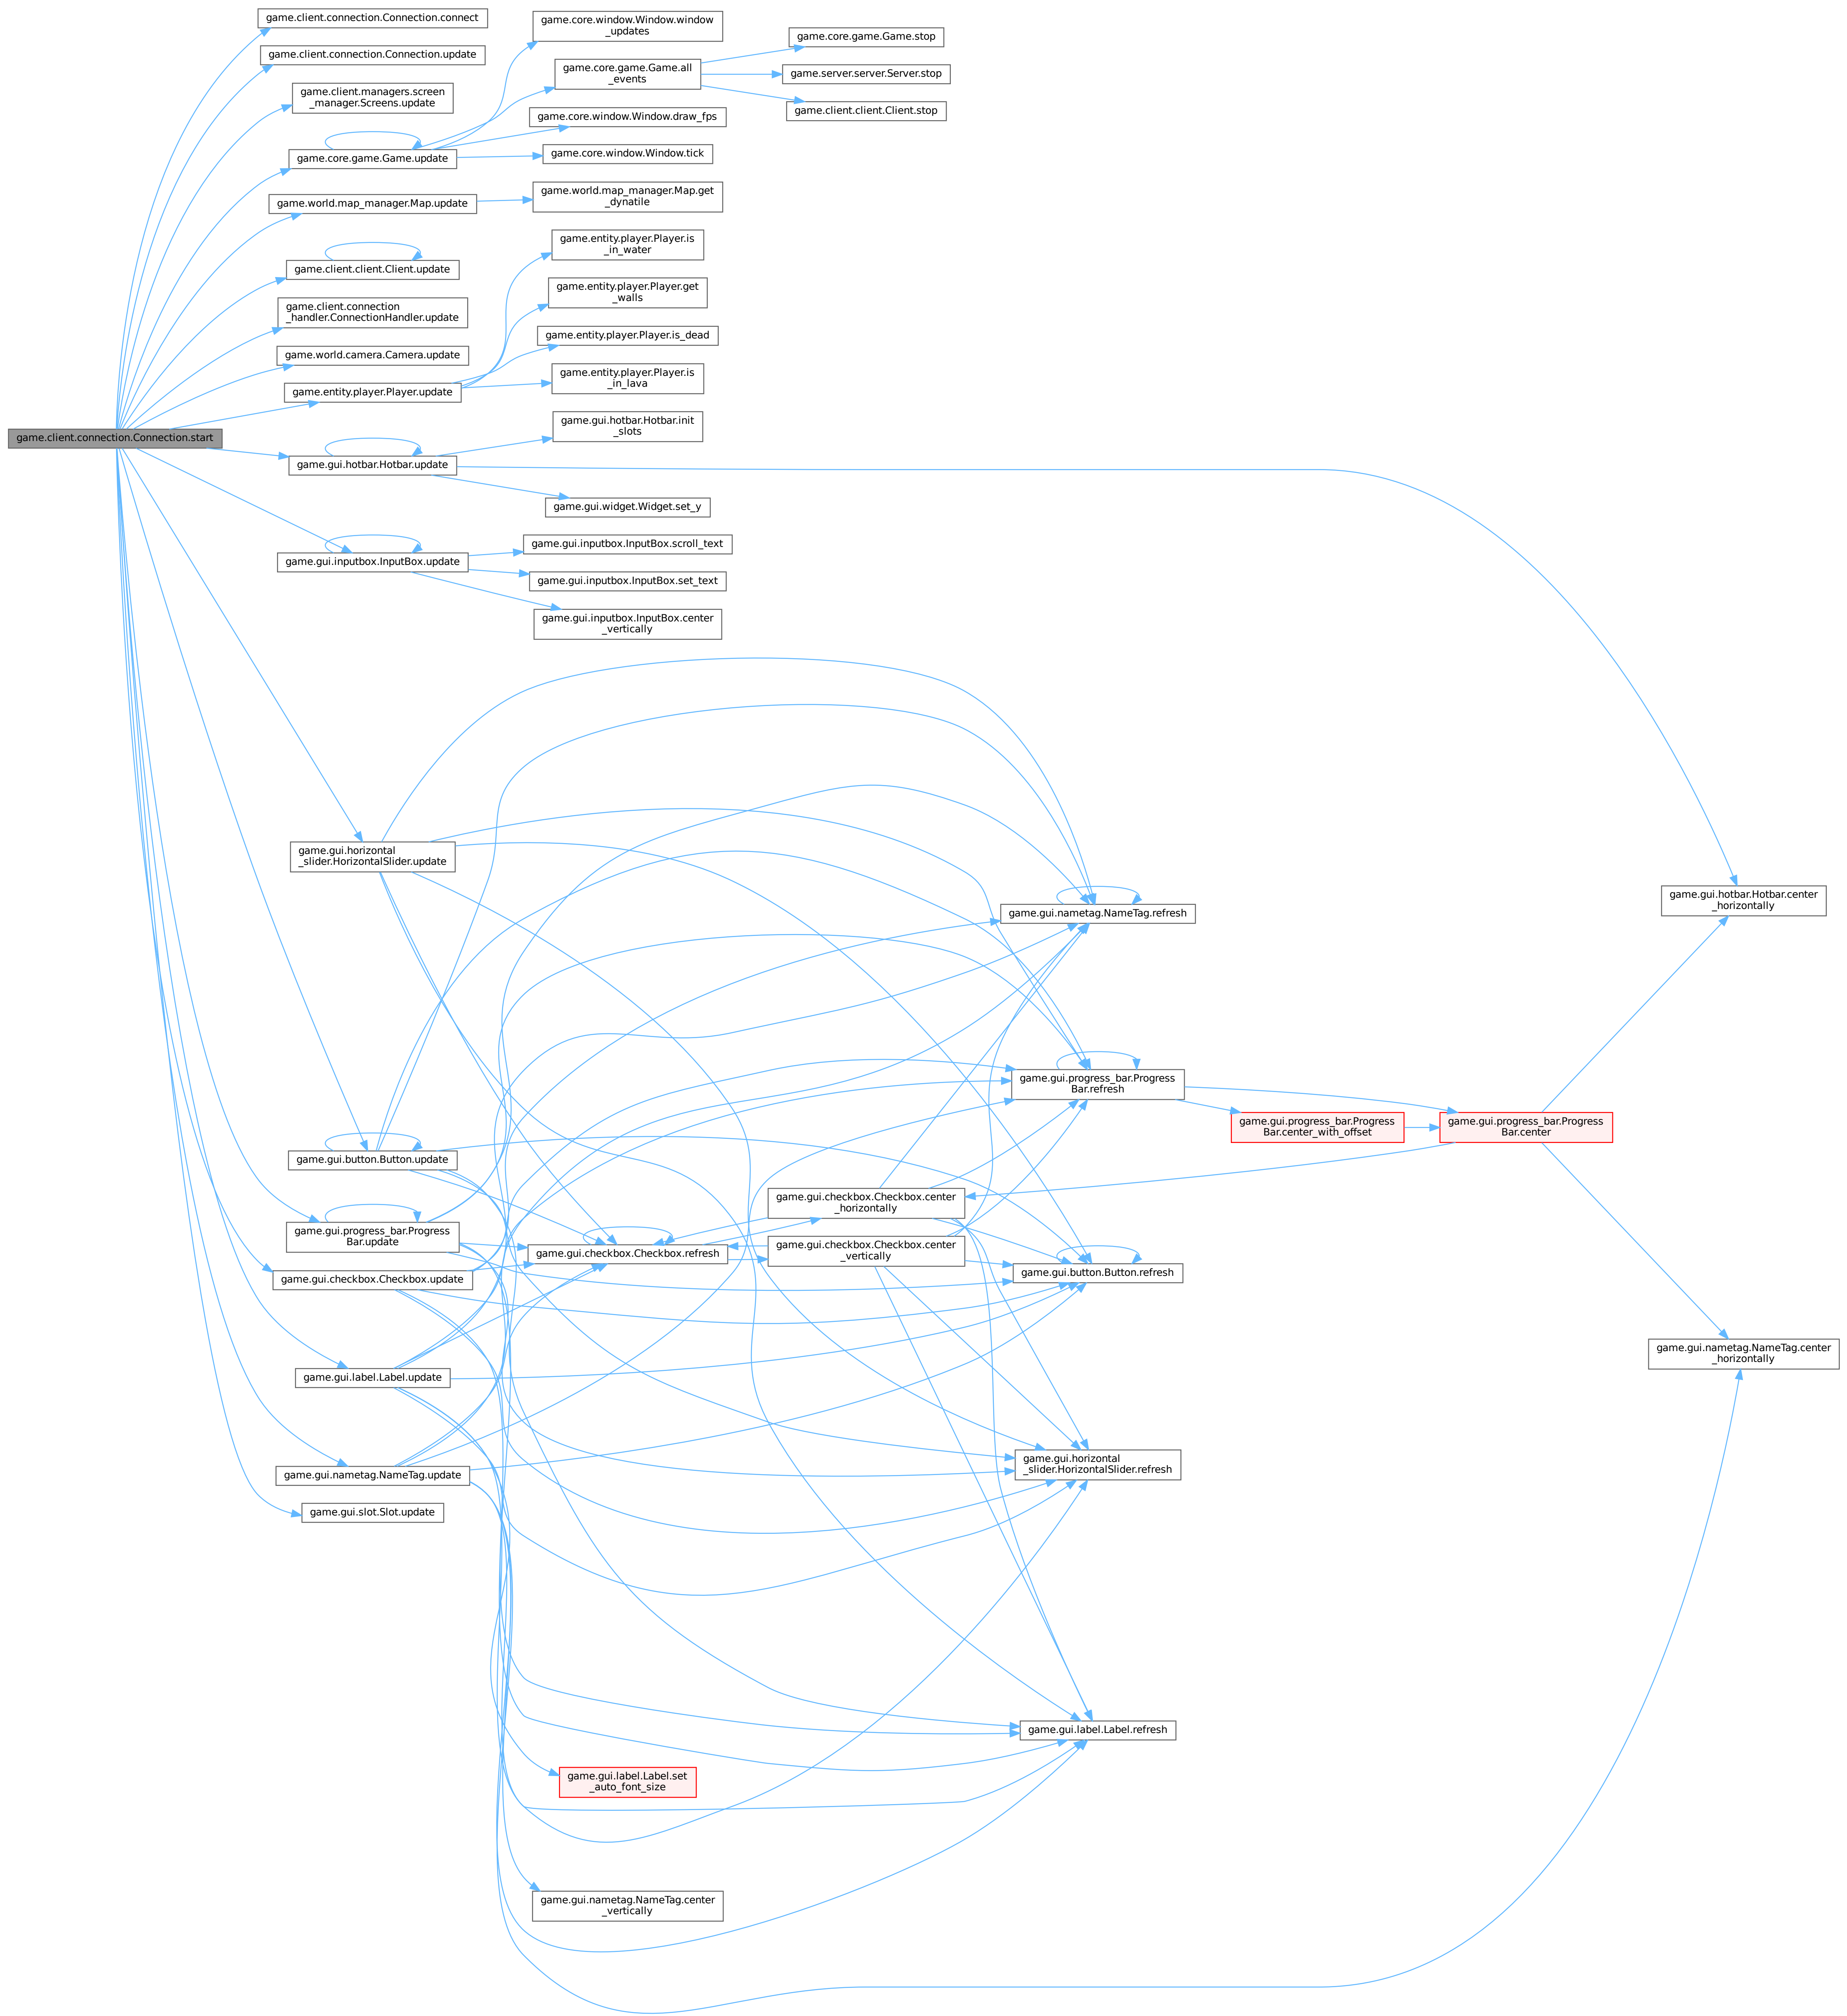 game.client.connection.Connection.start
game.client.connection.Connection.connect
game.client.connection.Connection.update
game.client.managers.screen
_manager.Screens.update
game.core.game.Game.update
game.world.map_manager.Map.update
game.client.client.Client.update
game.client.connection
_handler.ConnectionHandler.update
game.world.camera.Camera.update
game.entity.player.Player.update
game.gui.hotbar.Hotbar.update
game.gui.inputbox.InputBox.update
game.gui.horizontal
_slider.HorizontalSlider.update
game.gui.button.Button.update
game.gui.progress_bar.Progress
Bar.update
game.gui.checkbox.Checkbox.update
game.gui.label.Label.update
game.gui.nametag.NameTag.update
game.gui.slot.Slot.update
game.core.window.Window.window
_updates
game.core.game.Game.all
_events
game.core.window.Window.draw_fps
game.core.window.Window.tick
game.world.map_manager.Map.get
_dynatile
game.entity.player.Player.is
_in_water
game.entity.player.Player.get
_walls
game.entity.player.Player.is_dead
game.entity.player.Player.is
_in_lava
game.gui.hotbar.Hotbar.init
_slots
game.gui.widget.Widget.set_y
game.gui.inputbox.InputBox.scroll_text
game.gui.inputbox.InputBox.set_text
game.gui.inputbox.InputBox.center
_vertically
game.gui.checkbox.Checkbox.refresh
game.gui.label.Label.set
_auto_font_size
game.gui.nametag.NameTag.center
_vertically
game.core.game.Game.stop
game.server.server.Server.stop
game.client.client.Client.stop
game.gui.checkbox.Checkbox.center
_horizontally
game.gui.checkbox.Checkbox.center
_vertically
game.gui.nametag.NameTag.refresh
game.gui.progress_bar.Progress
Bar.refresh
game.gui.button.Button.refresh
game.gui.horizontal
_slider.HorizontalSlider.refresh
game.gui.label.Label.refresh
game.gui.progress_bar.Progress
Bar.center_with_offset
game.gui.progress_bar.Progress
Bar.center
game.gui.hotbar.Hotbar.center
_horizontally
game.gui.nametag.NameTag.center
_horizontally